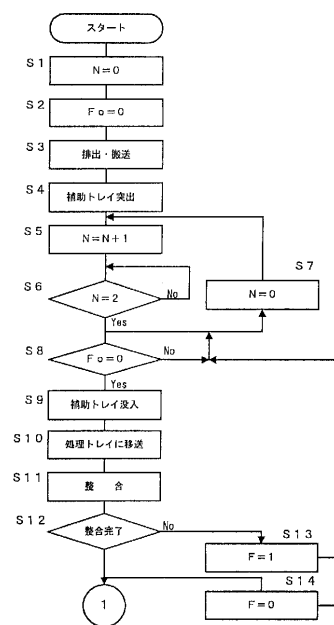 スタート
S1
N=0
S2
Fo=0
S3
排出・搬送
S4
補助トレイ突出
S5
N=N+1
S7
N=0
S6
N=2
No
Yes
S8
Fo=0
No
Yes
S9
補助トレイ没入
S10
処理トレイに移送
S11
整 合
S12
整合完了
No
S13
F=1
S14
F=0
1